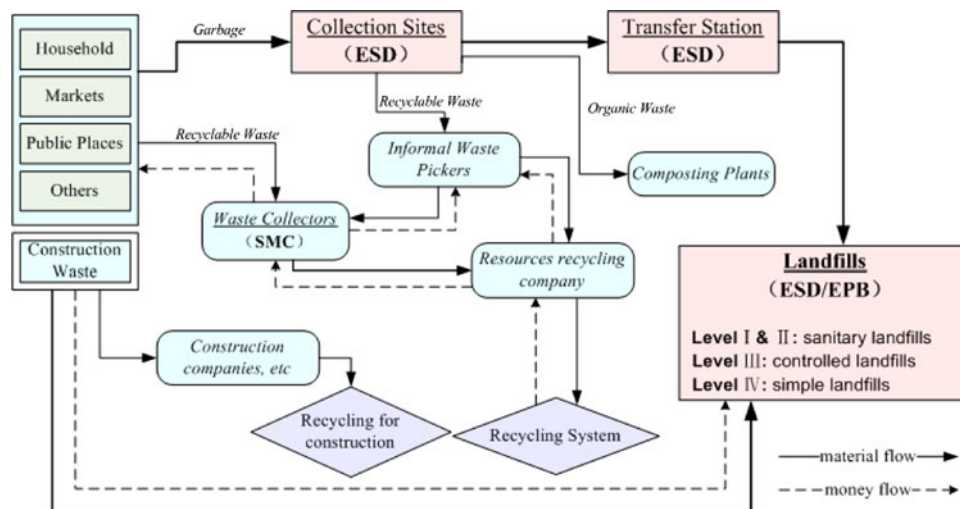 Household
Markets
Public Places
Others
Construction
Waste
Garbage
Collection Sites
（ESD）
Transfer Station
（ESD）
Recyclable Waste
Organic Waste
Recyclable Waste
Informal Waste
Pickers
Composting Plants
Waste Collectors
（SMC）
Resources recycling
company
Landfills
（ESD/EPB）
Level Ⅰ & Ⅱ: sanitary landfills
Level Ⅲ: controlled landfills
Level Ⅳ: simple landfills
Construction
companies, etc
Recycling for
construction
Recycling System
material flow
money flow